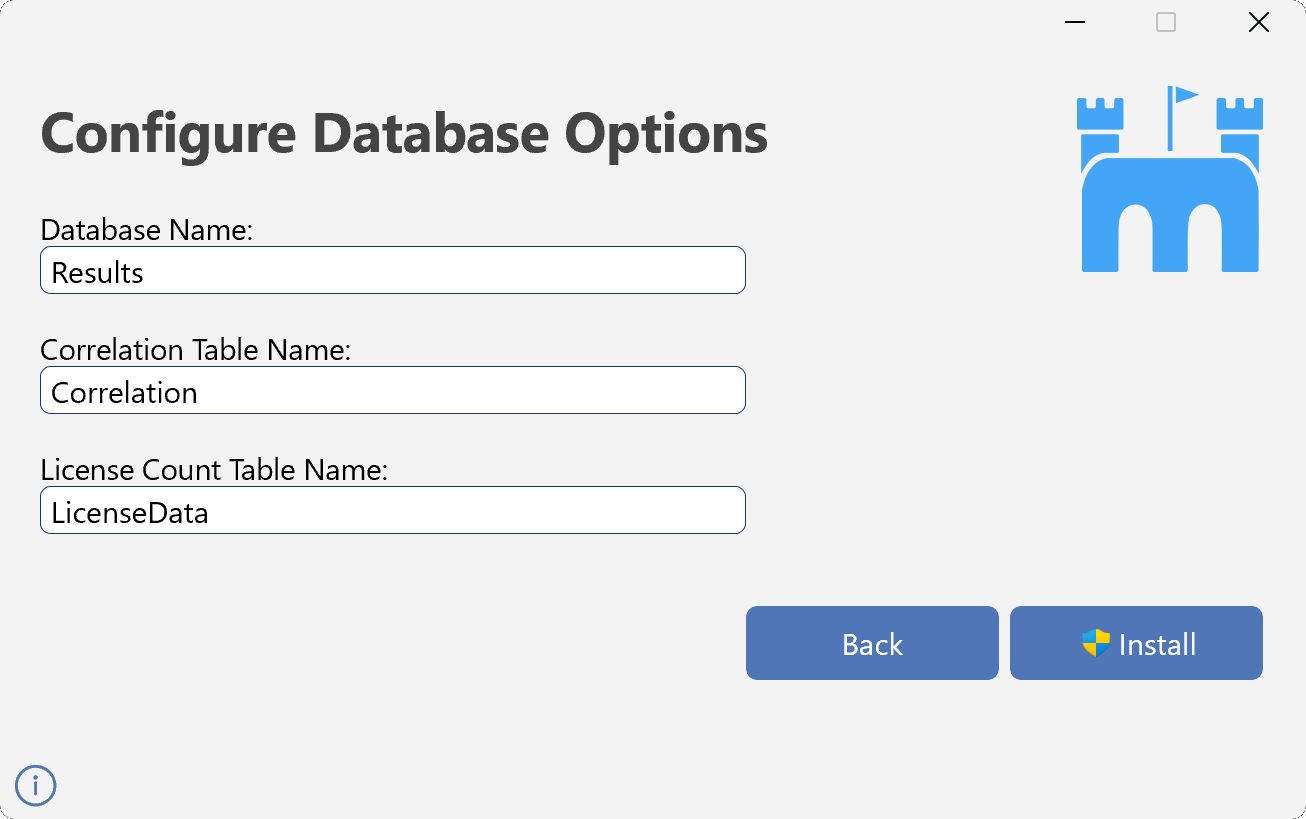 Configure Database Options
Database Name:
Results
Correlation Table Name:
Correlation
License Count Table Name:
LicenseData
Back
Install